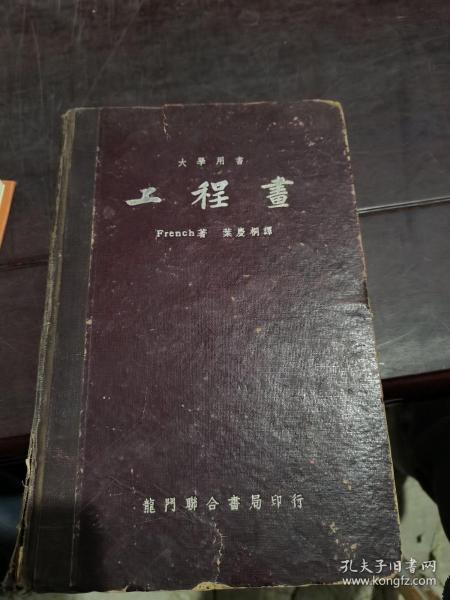 大學用書
工程畫
French著 葉慶桐譯
龍門聯合書局印行
孔夫子旧书网
www.kongfz.com